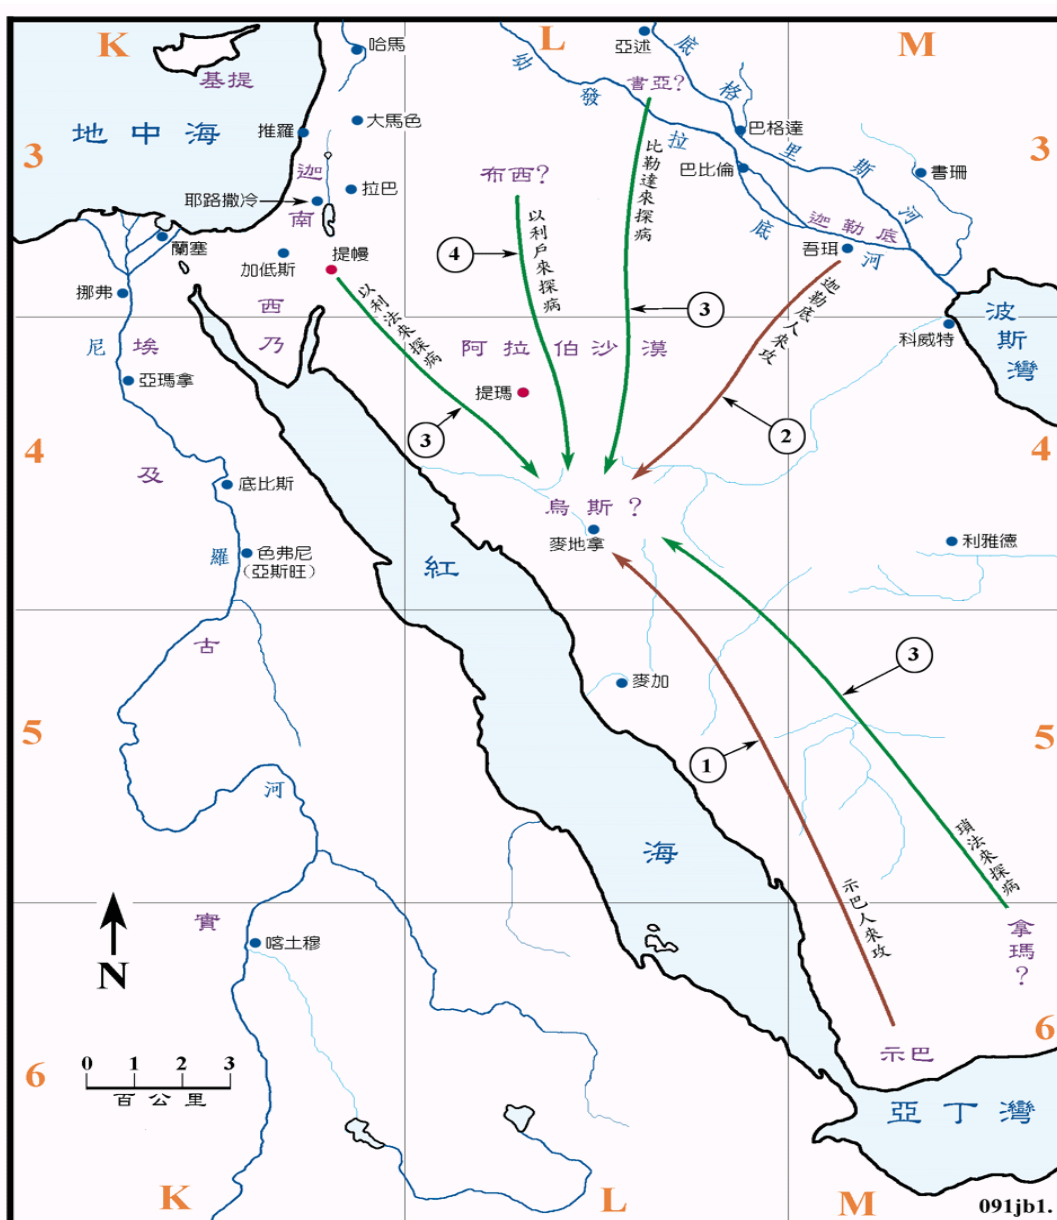 K
L
M
哈馬
亞述
底格里斯河
基提
書亞?
㓜發拉底河
地中海
推羅
大馬色
巴格達
3
3
迦南
比勒達來探病
布西?
巴比倫
書珊
耶路撒冷
拉巴
以利戶來探病
迦勒底
蘭塞
加低斯
提幔
4
吾珥
挪弗
西乃
以利法來探病
3
迦勒底人來攻
波斯灣
科威特
尼羅河
埃及
阿拉伯沙漠
亞瑪拿
提瑪
3
2
4
4
底比斯
烏斯?
麥地拿
利雅德
色弗尼
(亞斯旺)
紅海
古實
3
麥加
5
5
1
瑣法來探病
示巴人來攻
喀土穆
拿瑪?
N
6
示巴
0 1 2 3
百公里
6
亞丁灣
K
L
M
091jb1.